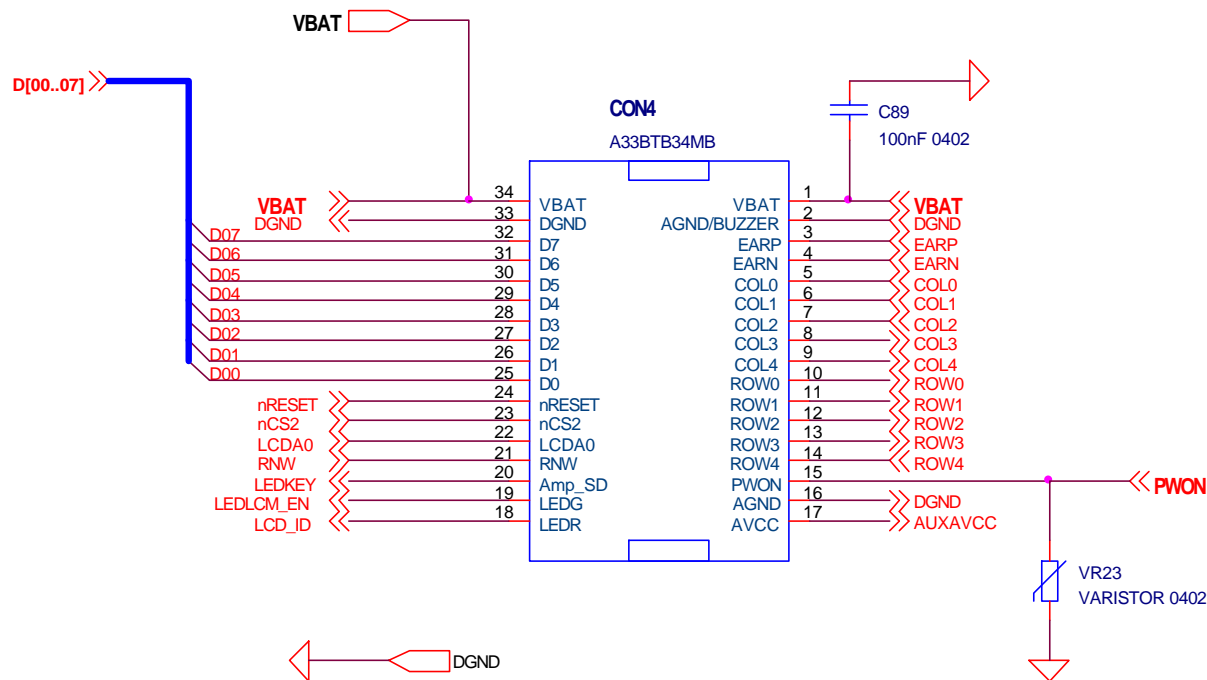 VBAT
D[00..07]
CON4
A33BTB34MB
C89
100nF 0402
VBAT 34 VBAT VBAT 1 VBAT
DGND 33 DGND AGND/BUZZER 2 DGND
D07 32 D7 EARP 3 EARP
D06 31 D6 EARN 4 EARN
D05 30 D5 COL0 5 COL0
D04 29 D4 COL1 6 COL1
D03 28 D3 COL2 7 COL2
D02 27 D2 COL3 8 COL3
D01 26 D1 COL4 9 COL4
D00 25 D0 ROW0 10 ROW0
nRESET 24 nRESET ROW1 11 ROW1
nCS2 23 nCS2 ROW2 12 ROW2
LCDA0 22 LCDA0 ROW3 13 ROW3
RNW 21 RNW ROW4 14 ROW4
LEDKEY 20 Amp_SD PWON 15 PWON
LEDLCM_EN 19 LEDG AGND 16 DGND
LCD_ID 18 LEDR AVCC 17 AUXAVCC
VR23
VARISTOR 0402
DGND